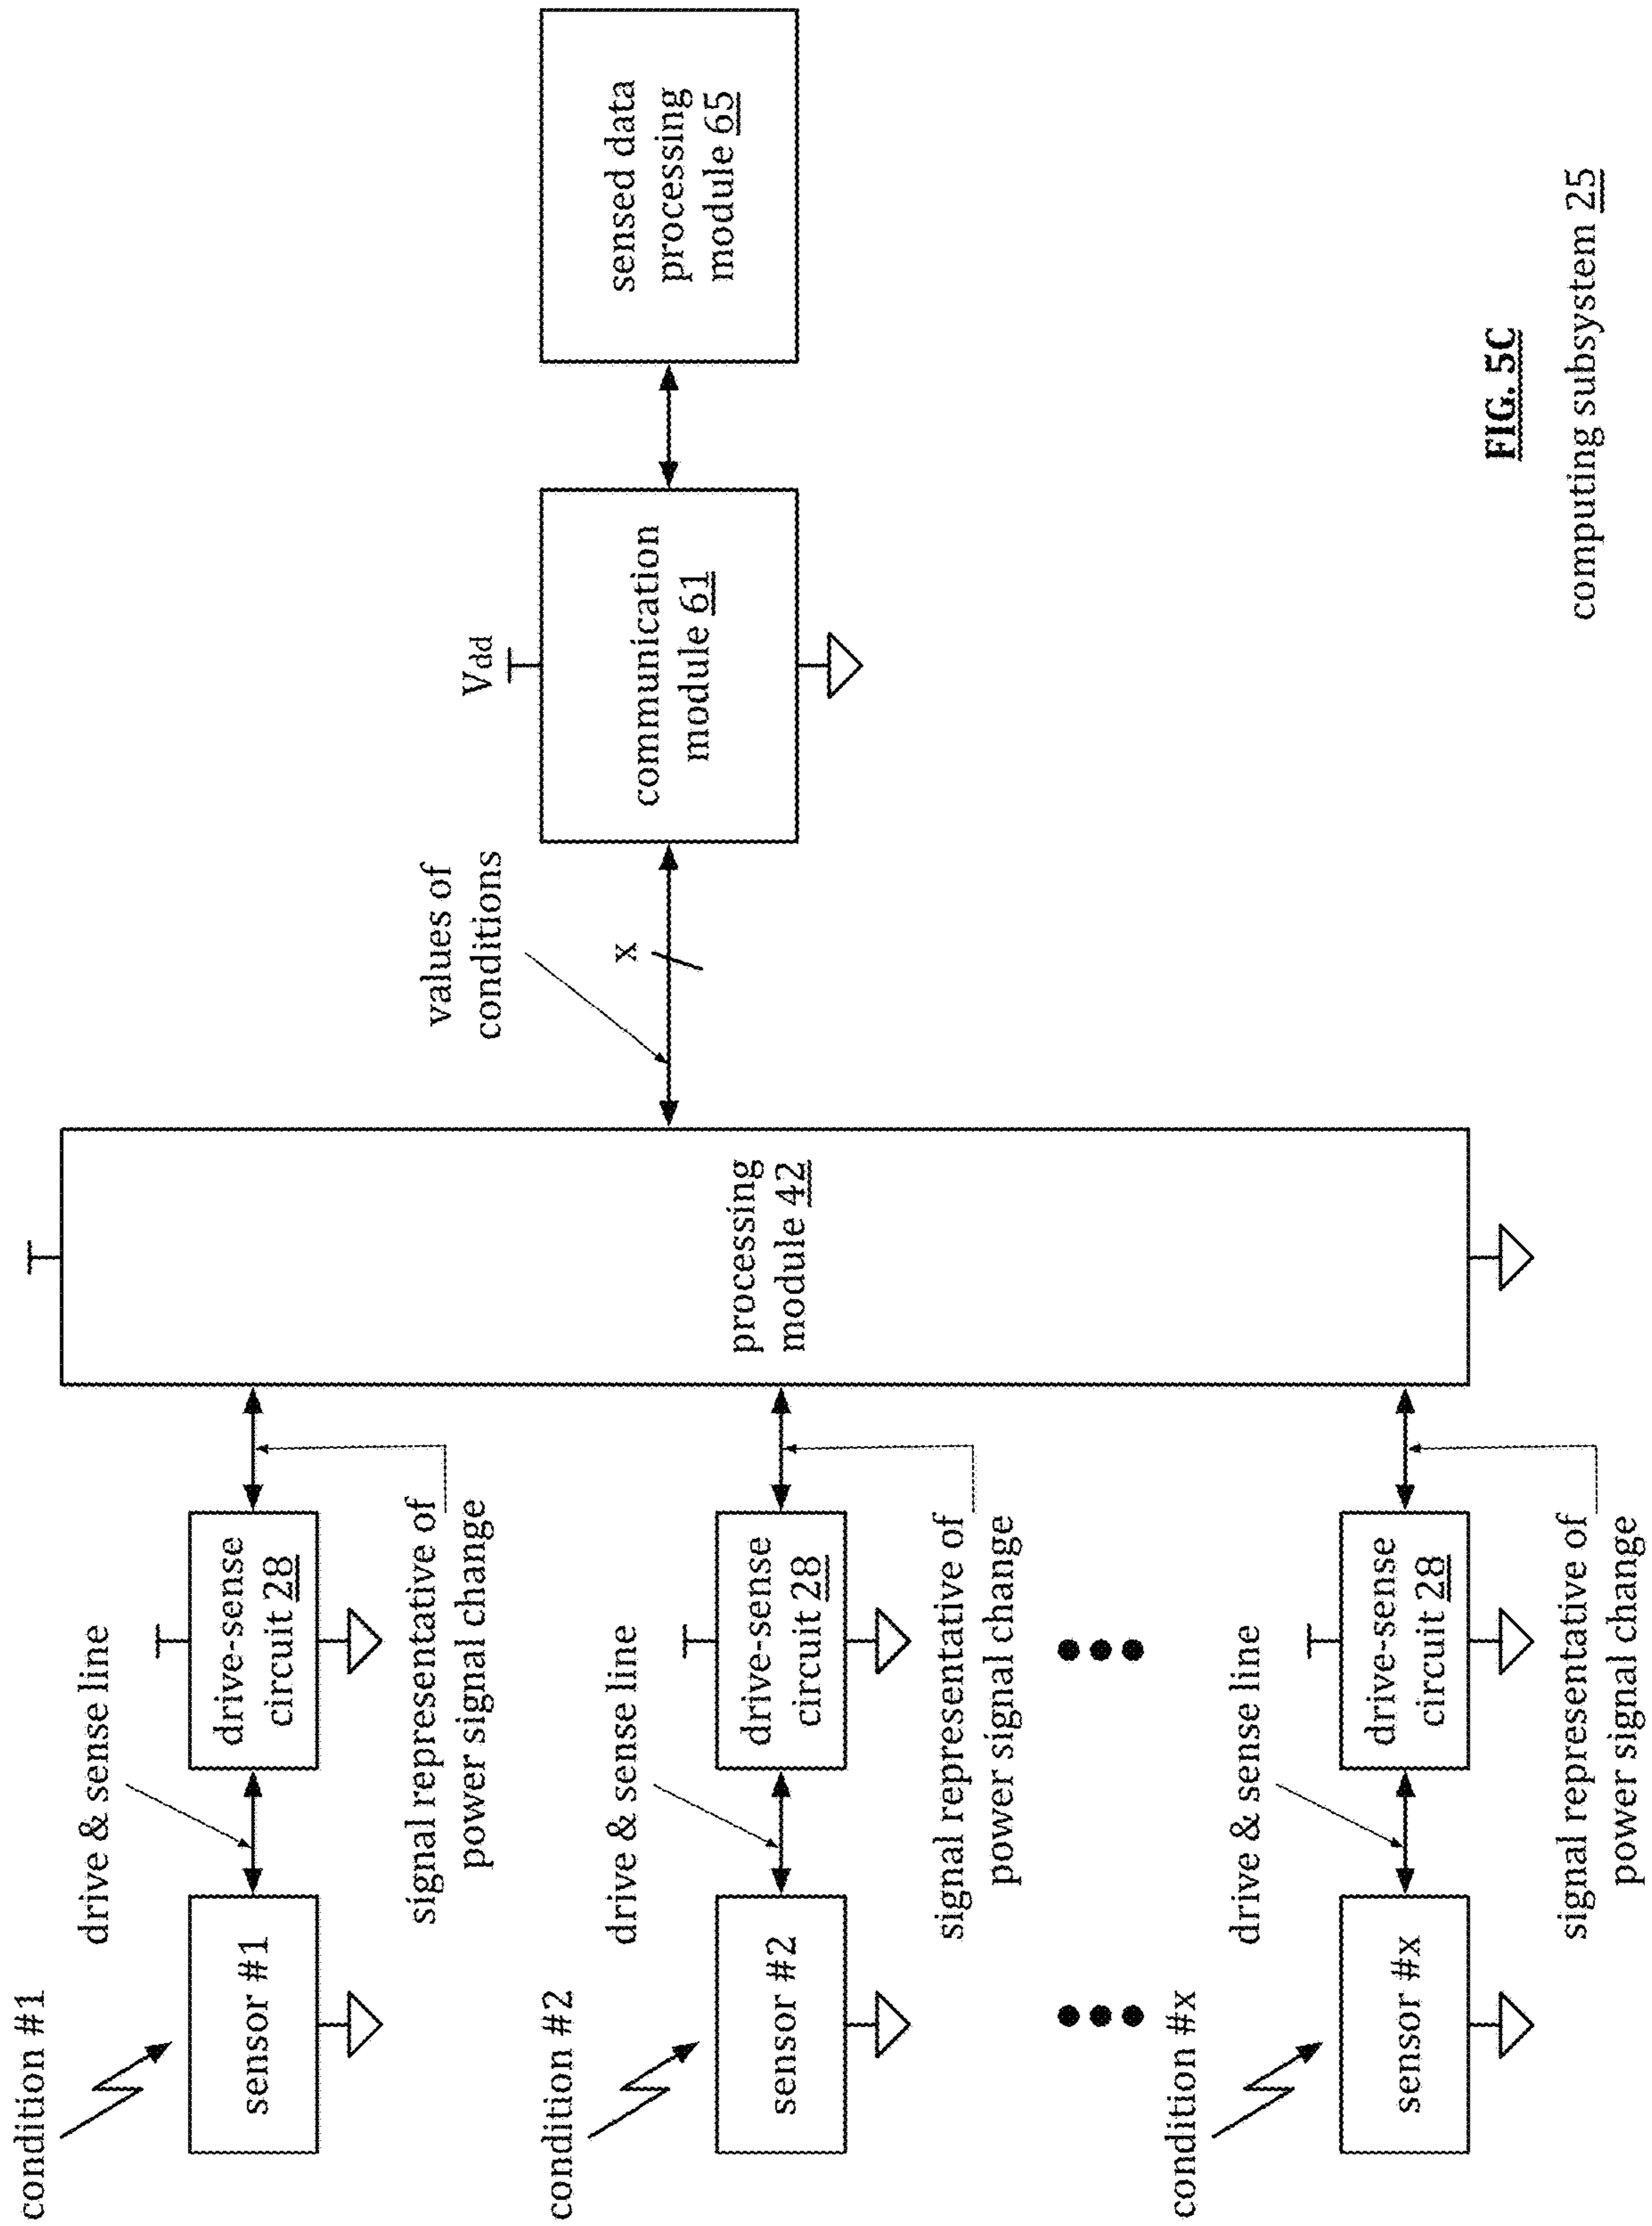 condition #1
drive & sense line
sensor #1
drive-sense
circuit 28
signal representative of
power signal change
condition #2
drive & sense line
sensor #2
drive-sense
circuit 28
signal representative of
power signal change
condition #x
drive & sense line
sensor #x
drive-sense
circuit 28
signal representative of
power signal change
processing
module 42
values of
conditions
x
Vdd
communication
module 61
sensed data
processing
module 65
FIG. 5C
computing subsystem 25